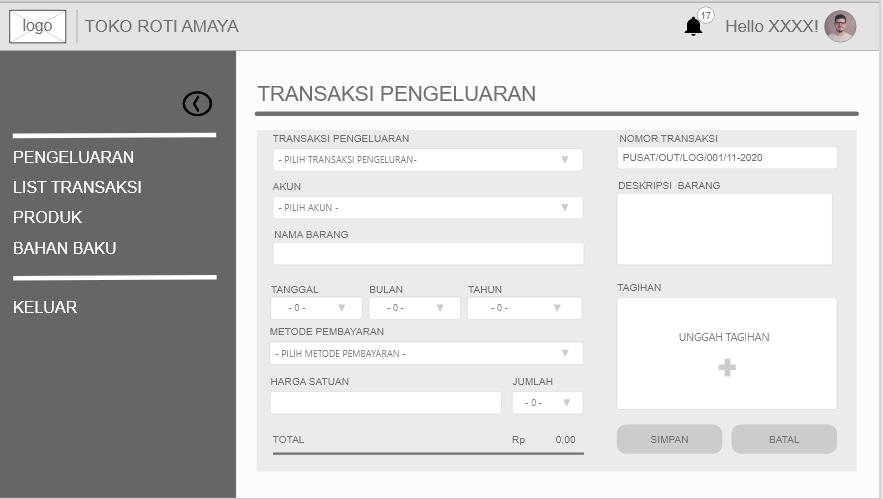 logo
TOKO ROTI AMAYA
17
Hello XXXX!
PENGELUARAN
LIST TRANSAKSI
PRODUK
BAHAN BAKU
KELUAR
TRANSAKSI PENGELUARAN
TRANSAKSI PENGELUARAN
- PILIH TRANSAKSI PENGELURAN-
AKUN
- PILIH AKUN -
NAMA BARANG
TANGGAL BULAN TAHUN
- 0 - - 0 - - 0 -
METODE PEMBAYARAN
- PILIH METODE PEMBAYARAN -
HARGA SATUAN JUMLAH
- 0 -
TOTAL Rp 0,00
NOMOR TRANSAKSI
PUSAT/OUT/LOG/001/11-2020
DESKRIPSI BARANG
TAGIHAN
UNGGAH TAGIHAN
SIMPAN BATAL